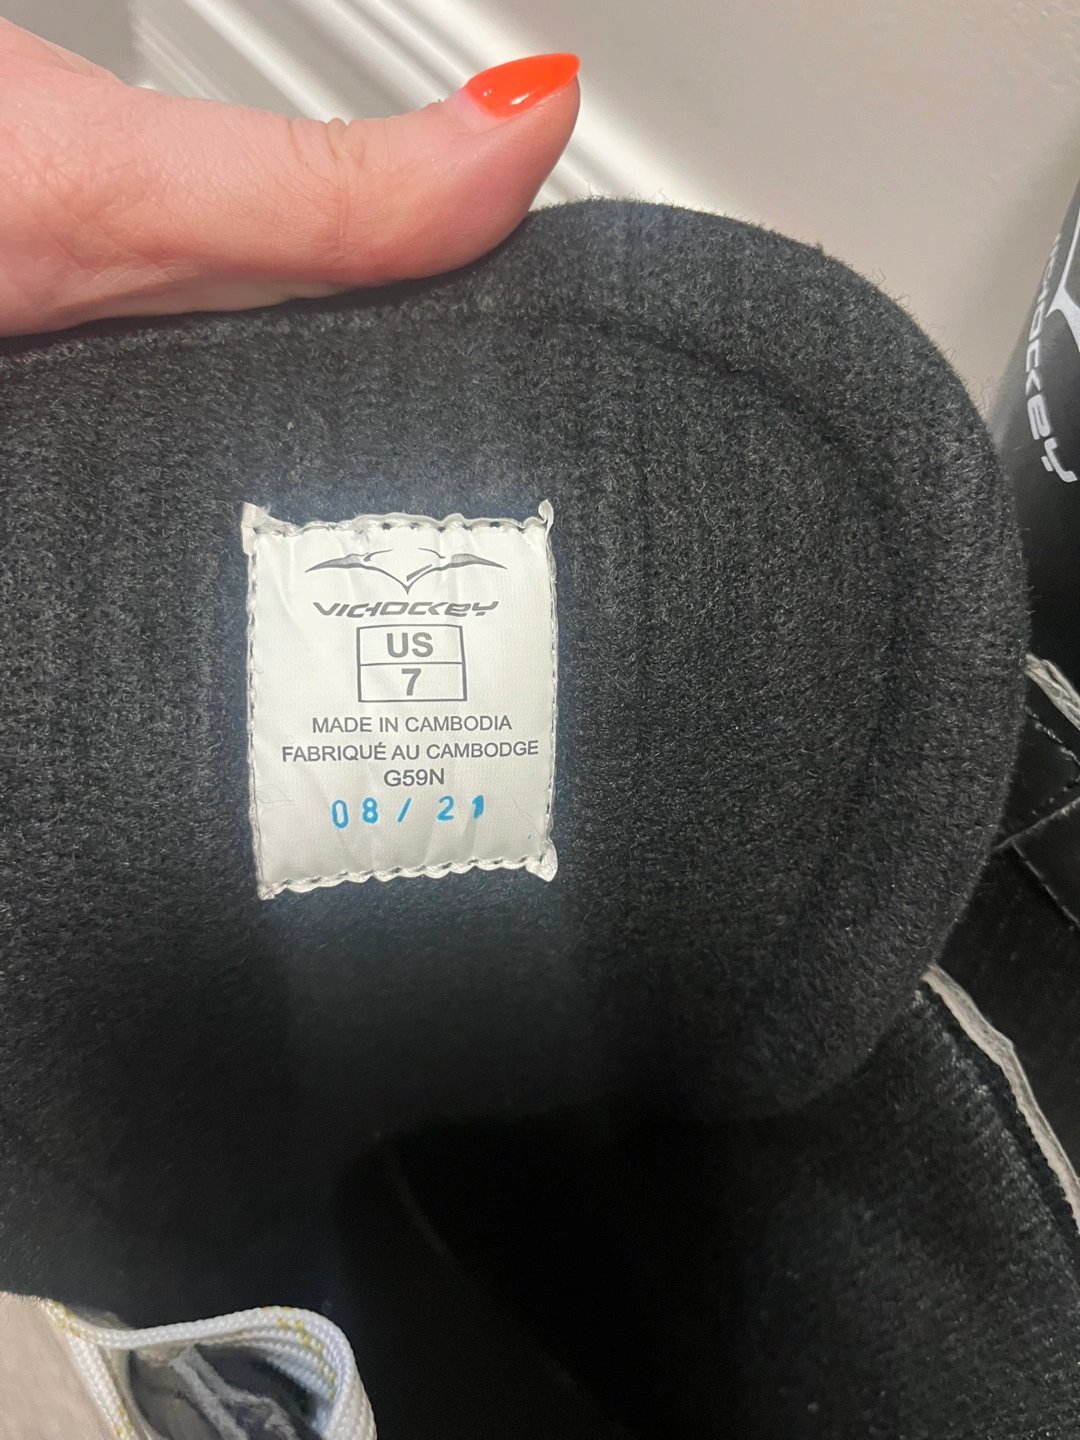 VICHOCKEY
US
7
MADE IN CAMBODIA
FABRIQUÉ AU CAMBODGE
G59N
08 / 21